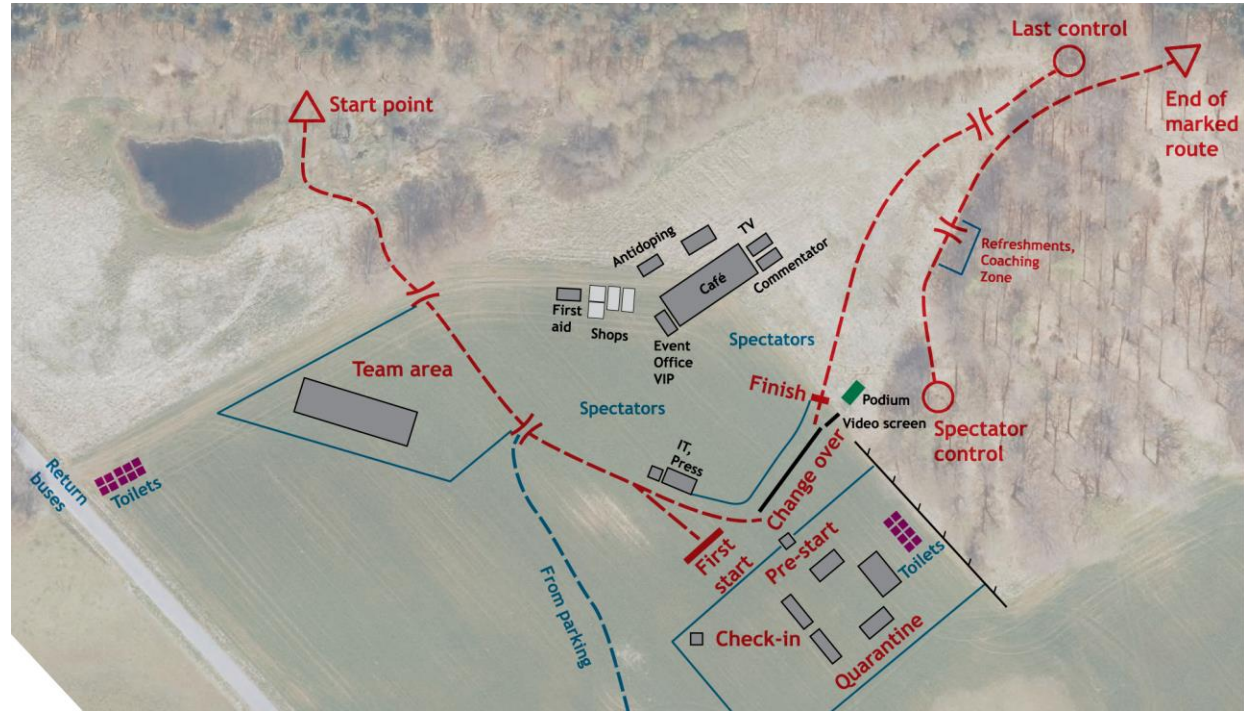 Last control
Start point
End of
marked
route
Antidoping
TV
Commentator
Café
Refreshments,
Coaching
Zone
First
aid
Shops
Event
Office
VIP
Spectators
Team area
Finish
Spectators
Podium
Video screen
Spectator
control
IT,
Press
Change over
Return
buses
Toilets
First
start
Pre-start
Toilets
From parking
Check-in
Quarantine